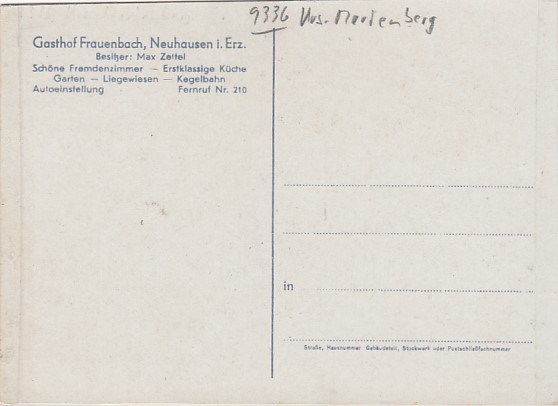 9336 Krs. Marienberg
Gasthof Frauenbach, Neuhausen i. Erz.
Besitzer: Max Zettel
Schöne Fremdenzimmer — Erstklassige Küche
Garten — Liegewiesen — Kegelbahn
Autoeinstellung Fernruf Nr. 210
in
Straße, Hausnummer Gebäudeteil, Stockwerk oder Postschließfachnummer